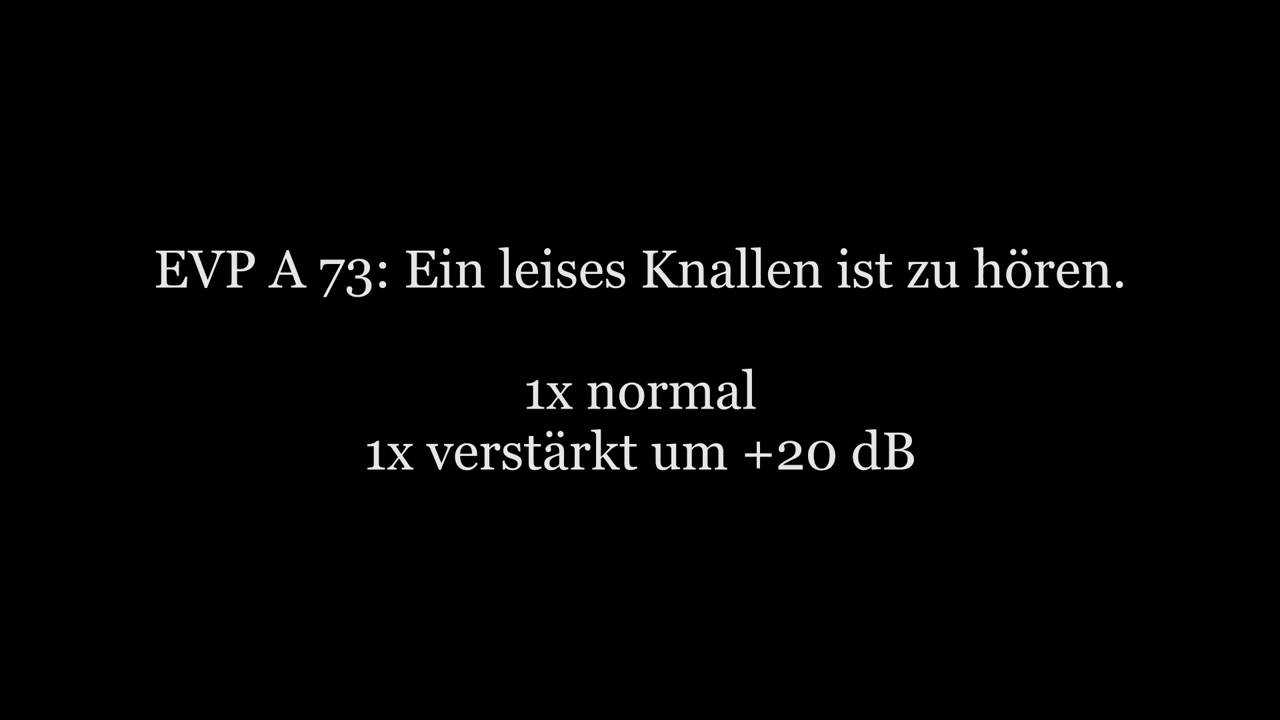 EVP A 73: Ein leises Knallen ist zu hören.
1x normal
1x verstärkt um +20 dB